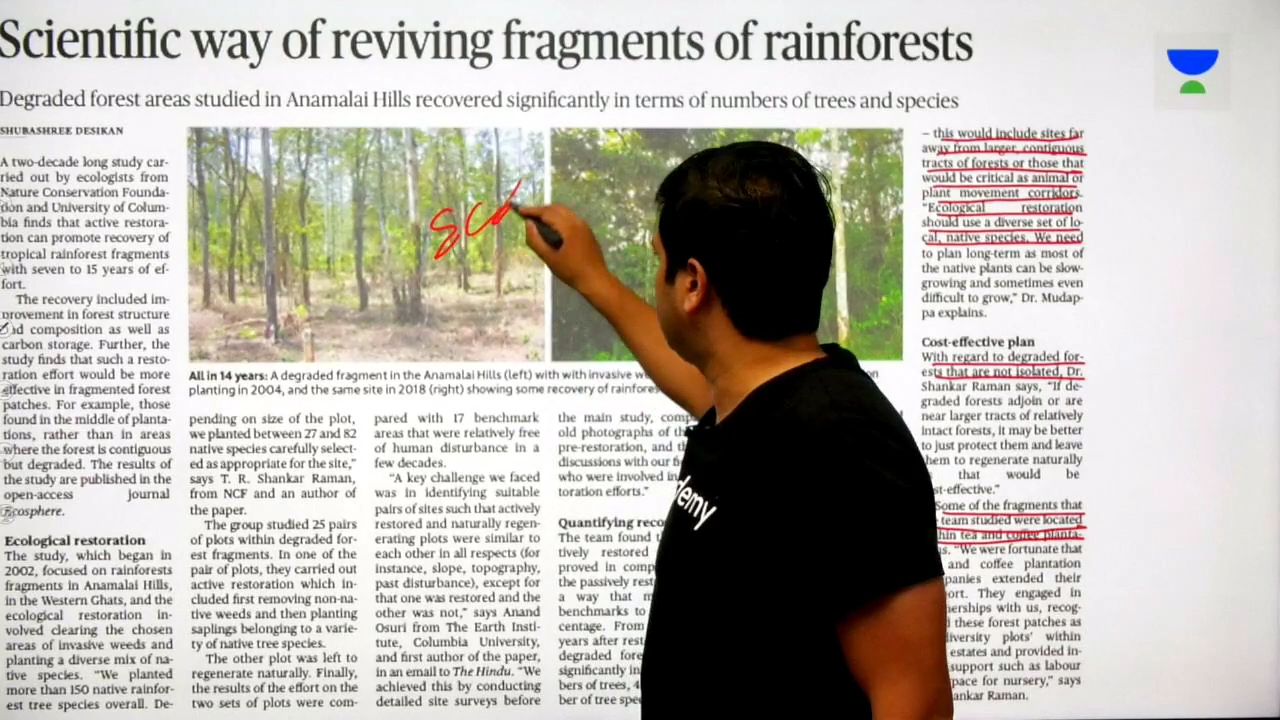 Scientific way of reviving fragments of rainforests
Degraded forest areas studied in Anamalai Hills recovered significantly in terms of numbers of trees and species
SHUBASHREE DESIKAN
A two-decade long study car-
ried out by ecologists from
Nature Conservation Founda-
tion and University of Colum-
bia finds that active restora-
tion can promote recovery of
tropical rainforest fragments
with seven to 15 years of ef-
fort.
The recovery included im-
provement in forest structure
and composition as well as
carbon storage. Further, the
study finds that such a resto-
ration effort would be more
effective in fragmented forest
patches. For example, those
found in the middle of planta-
tions, rather than in areas
where the forest is contiguous
but degraded. The results of
the study are published in the
open-access journal
Ecosphere.
Ecological restoration
The study, which began in
2002, focused on rainforests
fragments in Anamalai Hills,
in the Western Ghats, and the
ecological restoration in-
volved clearing the chosen
areas of invasive weeds and
planting a diverse mix of na-
tive species. “We planted
more than 150 native rainfor-
est tree species overall. De-
All in 14 years: A degraded fragment in the Anamalai Hills (left) with with invasive
planting in 2004, and the same site in 2018 (right) showing some recovery of
pending on size of the plot,
we planted between 27 and 82
native species carefully select-
ed as appropriate for the site,”
says T. R. Shankar Raman,
from NCF and an author of
the paper.
The group studied 25 pairs
of plots within degraded for-
est fragments. In one of the
pair of plots, they carried out
active restoration which in-
cluded first removing non-na-
tive weeds and then planting
saplings belonging to a varie-
ty of native tree species.
The other plot was left to
regenerate naturally. Finally,
the results of the effort on the
two sets of plots were com-
pared with 17 benchmark
areas that were relatively free
of human disturbance in a
few decades.
“A key challenge we faced
was in identifying suitable
pairs of sites such that actively
restored and naturally regen-
erating plots were similar to
each other in all respects (for
instance, slope, topography,
past disturbance), except for
that one was restored and the
other was not,” says Anand
Osuri from The Earth Insti-
tute, Columbia University,
and first author of the paper,
in an email to The Hindu. “We
achieved this by conducting
detailed site surveys before
the main study,
old photographs of
pre-restoration, and
discussions with our
who were involved in
toration efforts.”
Quantifying
The team found
tively restored
proved in
the passively
a way that
benchmarks to
centage. From
years after
degraded
significantly in
bers of trees,
ber of tree
– this would include sites far
away from larger, contiguous
tracts of forests or those that
would be critical as animal or
plant movement corridors.
“Ecological restoration
should use a diverse set of lo-
cal, native species. We need
to plan long-term as most of
the native plants can be slow-
growing and sometimes even
difficult to grow,” Dr. Mudap-
pa explains.
Cost-effective plan
With regard to degraded for-
ests that are not isolated, Dr.
Shankar Raman says, “If de-
graded forests adjoin or are
near larger tracts of relatively
intact forests, it may be better
to just protect them and leave
them to regenerate naturally
that would be
Some of the fragments that
team studied were located
tea and coffee
“We were fortunate that
and coffee plantation
extended their
They engaged in
with us,
these forest patches as
within
estates and provided
support such as labour
for nursery,” says
Raman.